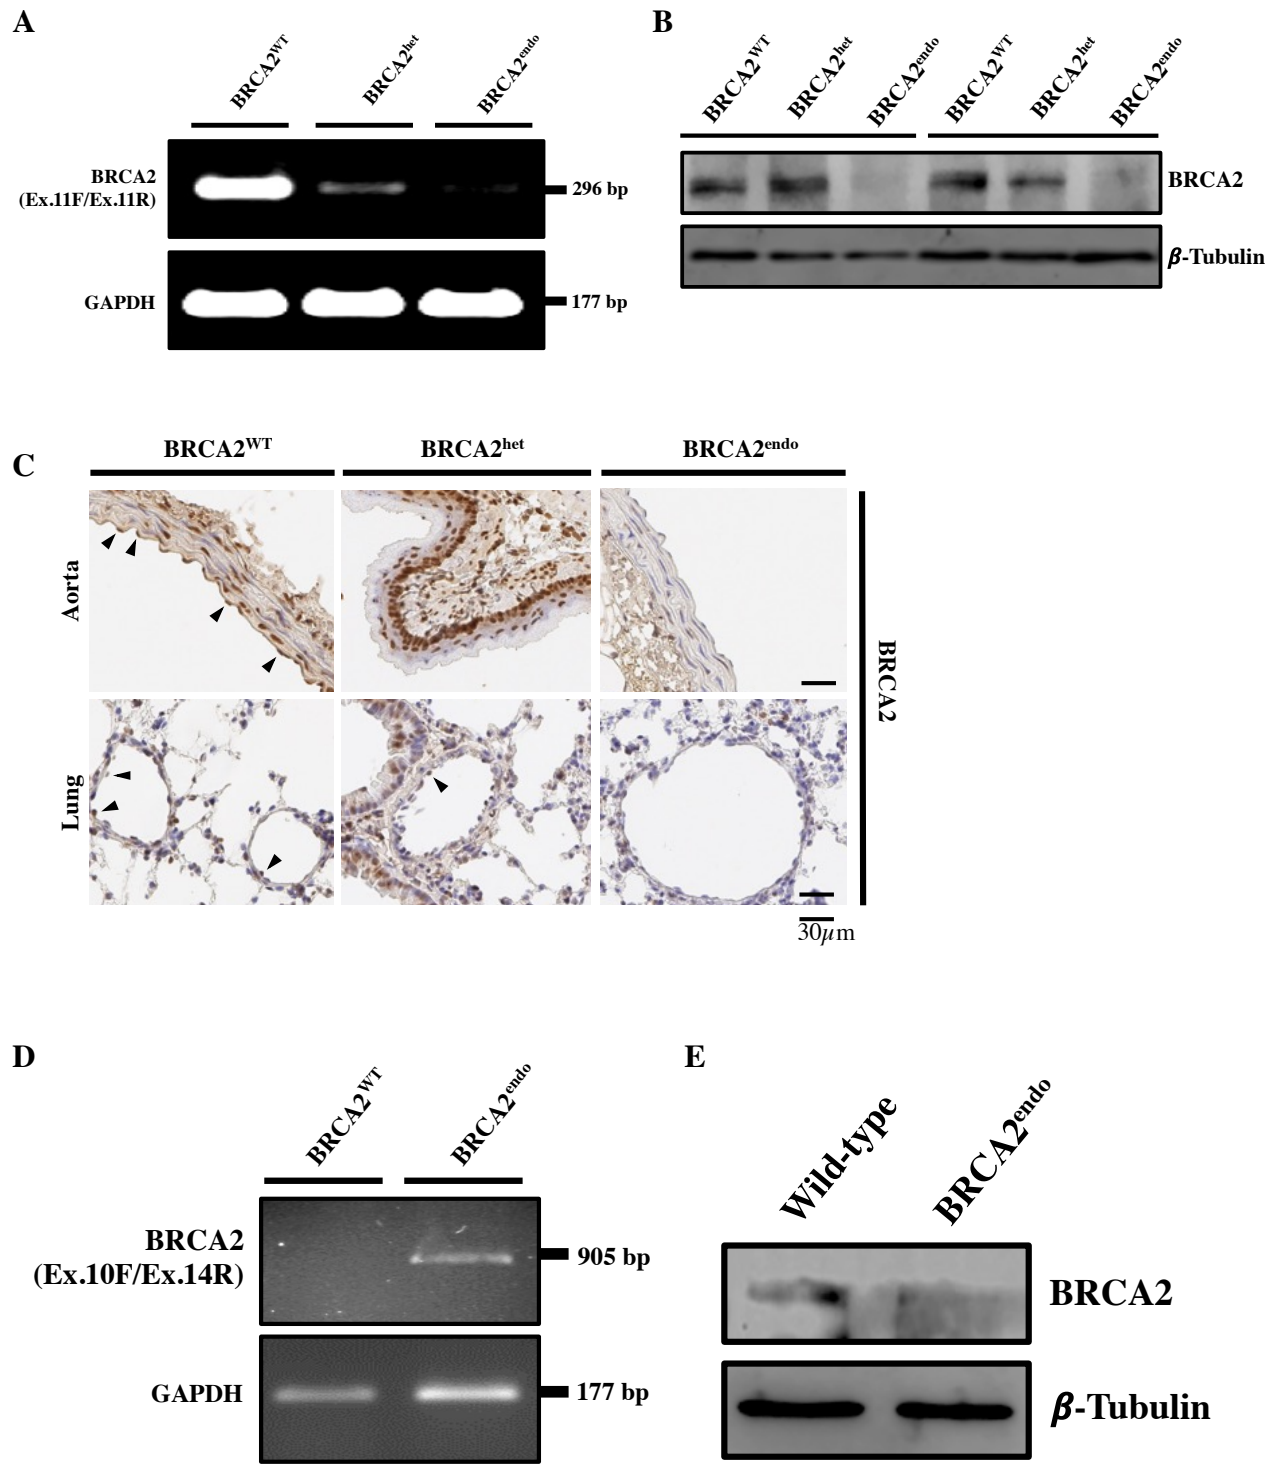 A
BRCA2WT
BRCA2het
BRCA2endo
BRCA2
(Ex.11F/Ex.11R)
296 bp
GAPDH
177 bp
B
BRCA2WT
BRCA2het
BRCA2endo
BRCA2WT
BRCA2het
BRCA2endo
BRCA2
β-Tubulin
C
BRCA2WT
BRCA2het
BRCA2endo
Aorta
Lung
BRCA2
30μm
D
BRCA2WT
BRCA2endo
BRCA2
(Ex.10F/Ex.14R)
905 bp
GAPDH
177 bp
E
Wild-type
BRCA2endo
BRCA2
β-Tubulin